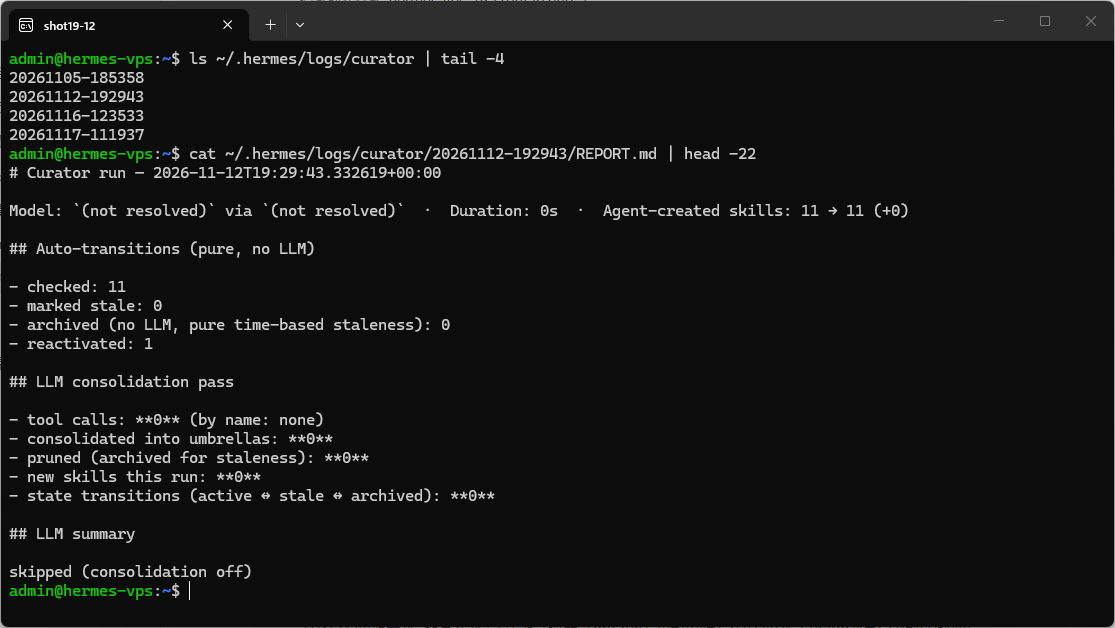 shot19-12
admin@hermes-vps:~$ ls ~/.hermes/logs/curator | tail -4
20261105-185358
20261112-192943
20261116-123533
20261117-111937
admin@hermes-vps:~$ cat ~/.hermes/logs/curator/20261112-192943/REPORT.md | head -22
# Curator run — 2026-11-12T19:29:43.332619+00:00

Model: `(not resolved)` via `(not resolved)`  ·  Duration: 0s  ·  Agent-created skills: 11 → 11 (+0)

## Auto-transitions (pure, no LLM)

- checked: 11
- marked stale: 0
- archived (no LLM, pure time-based staleness): 0
- reactivated: 1

## LLM consolidation pass

- tool calls: **0** (by name: none)
- consolidated into umbrellas: **0**
- pruned (archived for staleness): **0**
- new skills this run: **0**
- state transitions (active ↔ stale ↔ archived): **0**

## LLM summary

skipped (consolidation off)
admin@hermes-vps:~$